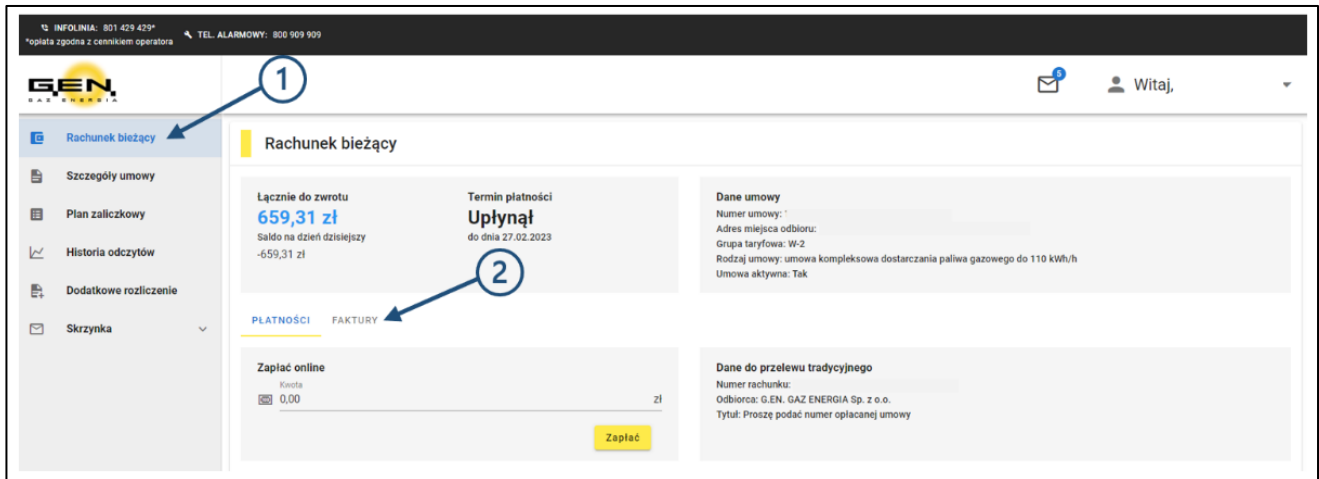 INFOLINIA: 801 429 429*
*opłata zgodna z cennikiem operatora
TEL. ALARMOWY: 800 909 909
G.EN.
GAZ ENERGIA
1
5
Witaj,
Rachunek bieżący
Szczegóły umowy
Plan zaliczkowy
Historia odczytów
Dodatkowe rozliczenie
Skrzynka
Rachunek bieżący
Łącznie do zwrotu
659,31 zł
Saldo na dzień dzisiejszy
-659,31 zł
Termin płatności
Upłynął
do dnia 27.02.2023
2
Dane umowy
Numer umowy:
Adres miejsca odbioru:
Grupa taryfowa: W-2
Rodzaj umowy: umowa kompleksowa dostarczania paliwa gazowego do 110 kWh/h
Umowa aktywna: Tak
PŁATNOŚCI FAKTURY
Zapłać online
Kwota
0,00 zł
Zapłać
Dane do przelewu tradycyjnego
Numer rachunku:
Odbiorca: G.EN. GAZ ENERGIA Sp. z o.o.
Tytuł: Proszę podać numer opłacanej umowy